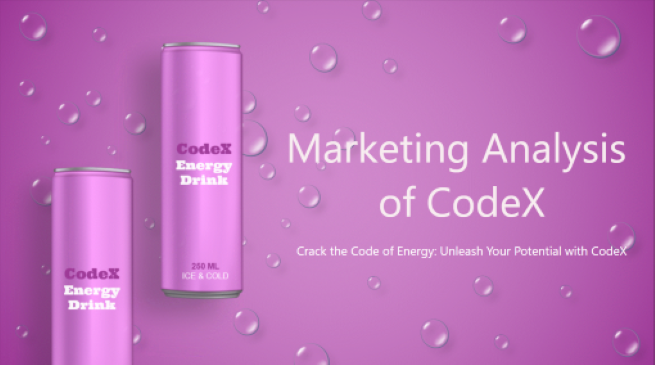 CodeX
Energy
Drink
250 ML
ICE & COLD
CodeX
Energy
Drink
Marketing Analysis
of CodeX
Crack the Code of Energy: Unleash Your Potential with CodeX